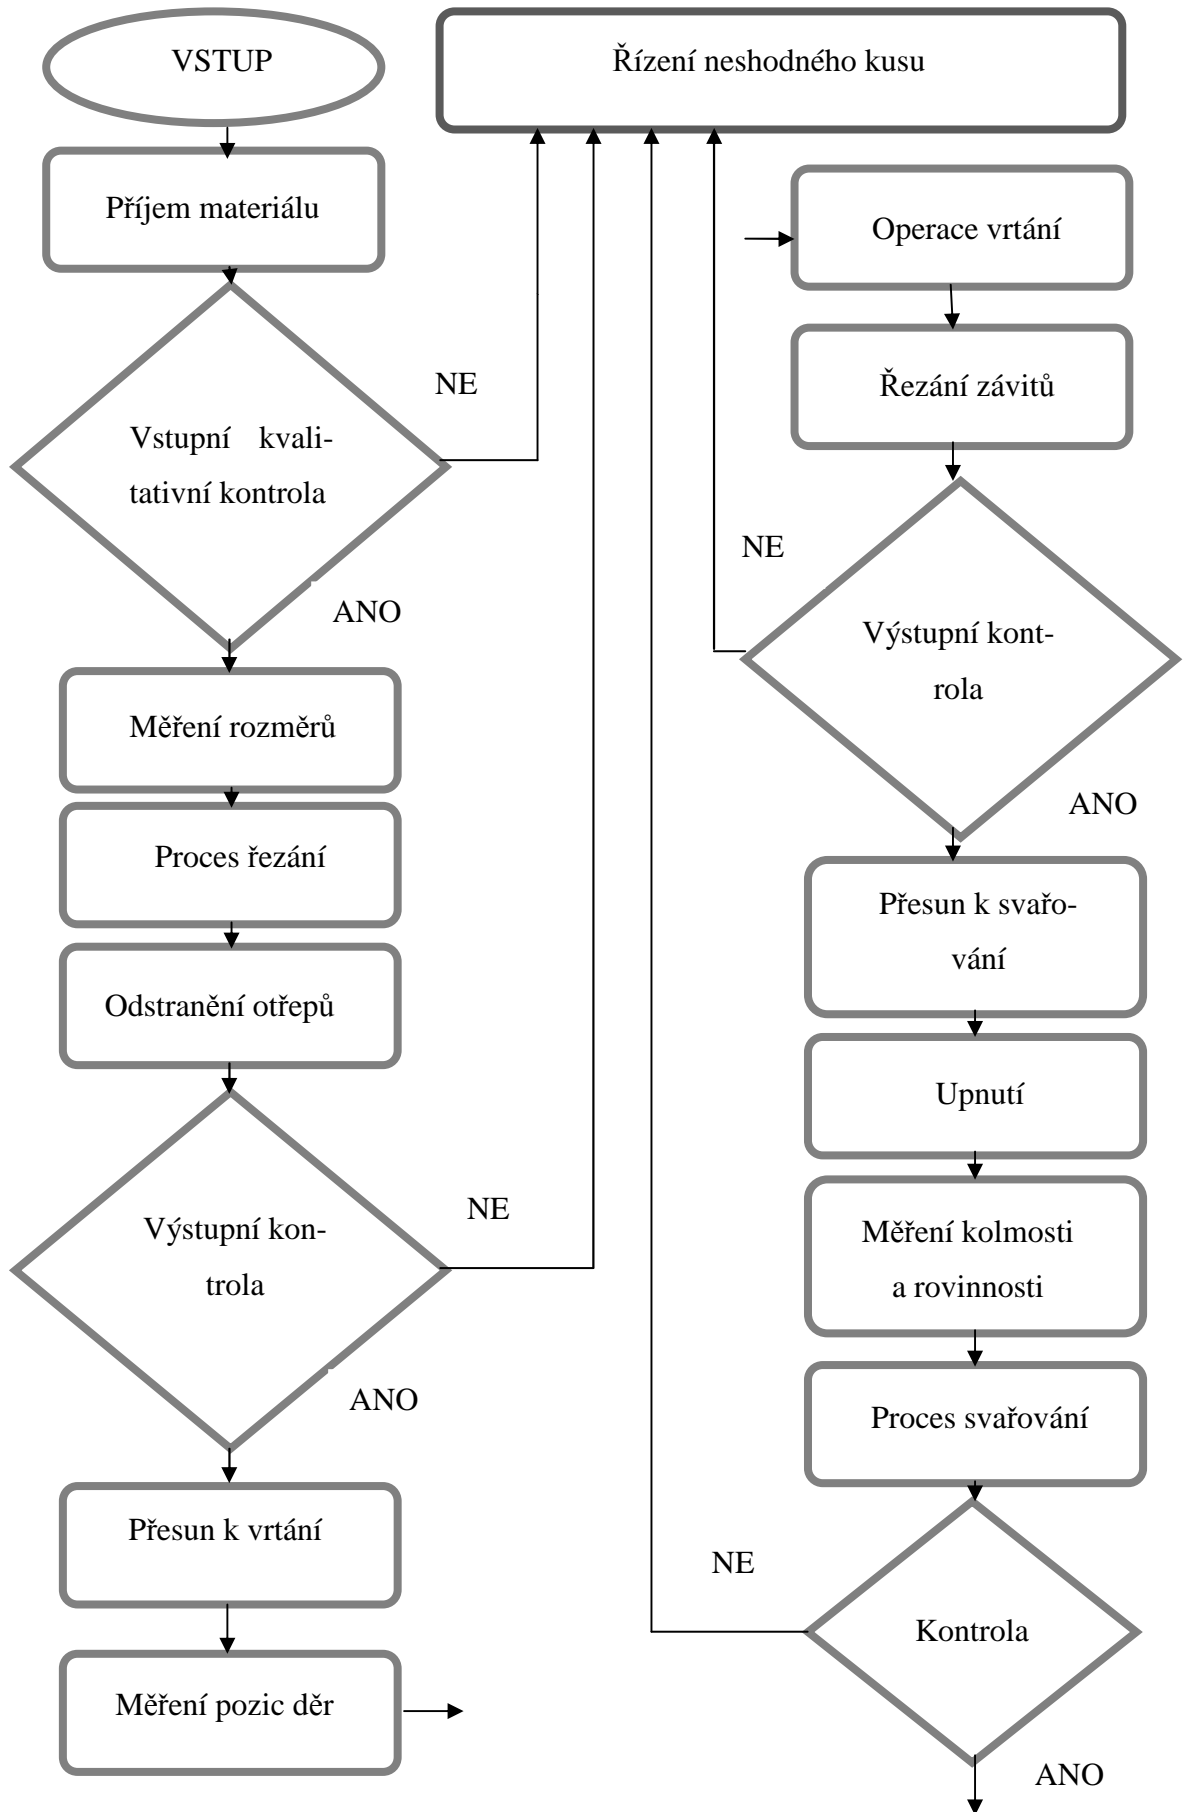 VSTUP
Řízení neshodného kusu
Příjem materiálu
NE
Vstupní kvali-
tativní kontrola
ANO
Měření rozměrů
Proces řezání
Odstranění otřepů
NE
Výstupní kon-
trola
ANO
Přesun k vrtání
Měření pozic děr
Operace vrtání
Řezání závitů
NE
Výstupní kont-
rola
ANO
Přesun k svařo-
vání
Upnutí
Měření kolmosti
a rovinnosti
Proces svařování
NE
Kontrola
ANO